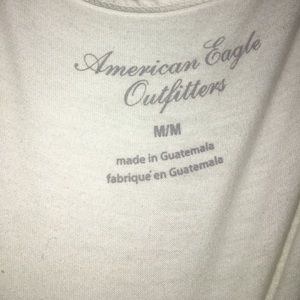 American Eagle
Outfitters
M/M
made in Guatemala
fabriqué en Guatemala